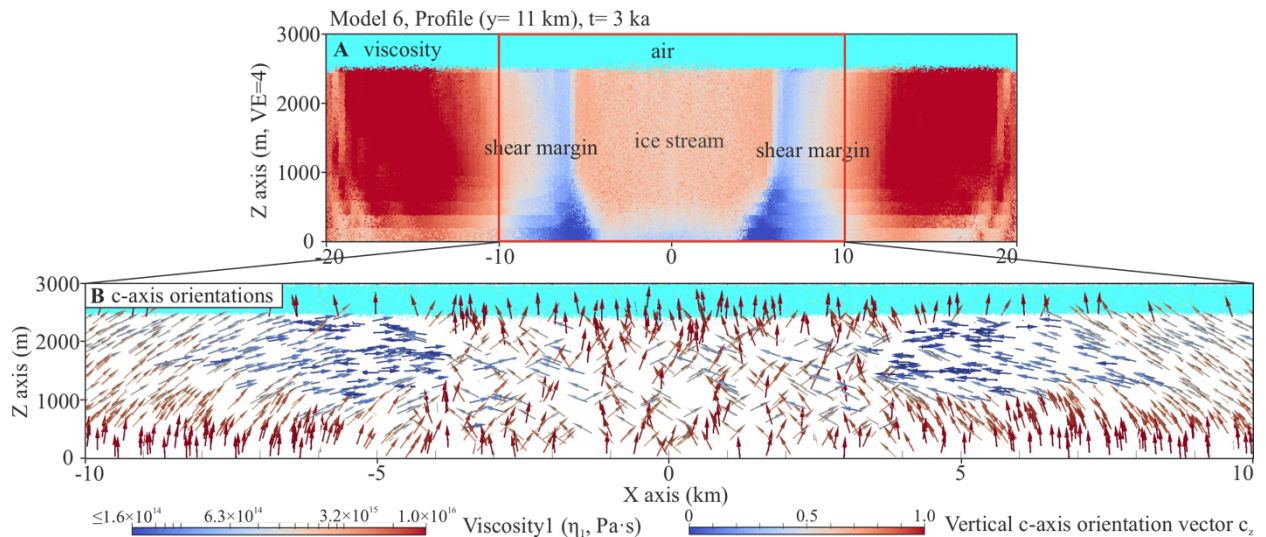 Model 6, Profile (y= 11 km), t= 3 ka
3000
A viscosity
air
2000
shear margin
ice stream
shear margin
1000
0
Z axis (m, VE=4)
-20
-10
0
10
20
3000
B c-axis orientations
2000
1000
0
Z axis (m)
-10
-5
0
5
10
X axis (km)
≤1.6×10¹⁴ 6.3×10¹⁴ 3.2×10¹⁵ 1.0×10¹⁶
Viscosity1 (η₁, Pa·s)
0 0.5 1.0
Vertical c-axis orientation vector c_z